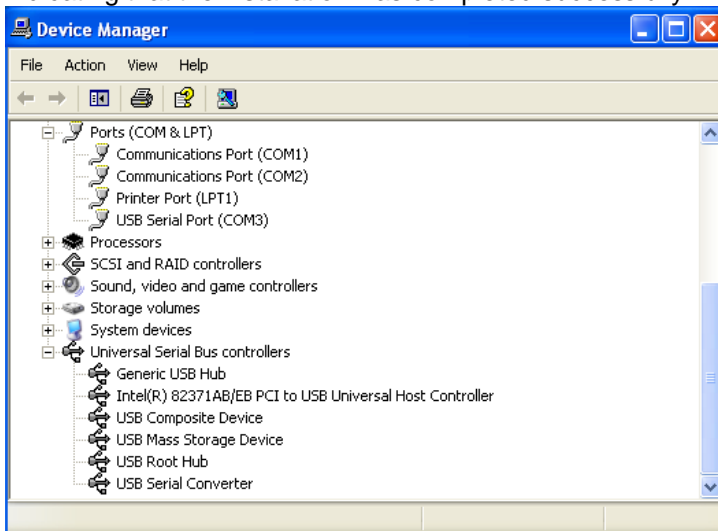 Device Manager
File Action View Help
Ports (COM & LPT)
Communications Port (COM1)
Communications Port (COM2)
Printer Port (LPT1)
USB Serial Port (COM3)
Processors
SCSI and RAID controllers
Sound, video and game controllers
Storage volumes
System devices
Universal Serial Bus controllers
Generic USB Hub
Intel(R) 82371AB/EB PCI to USB Universal Host Controller
USB Composite Device
USB Mass Storage Device
USB Root Hub
USB Serial Converter